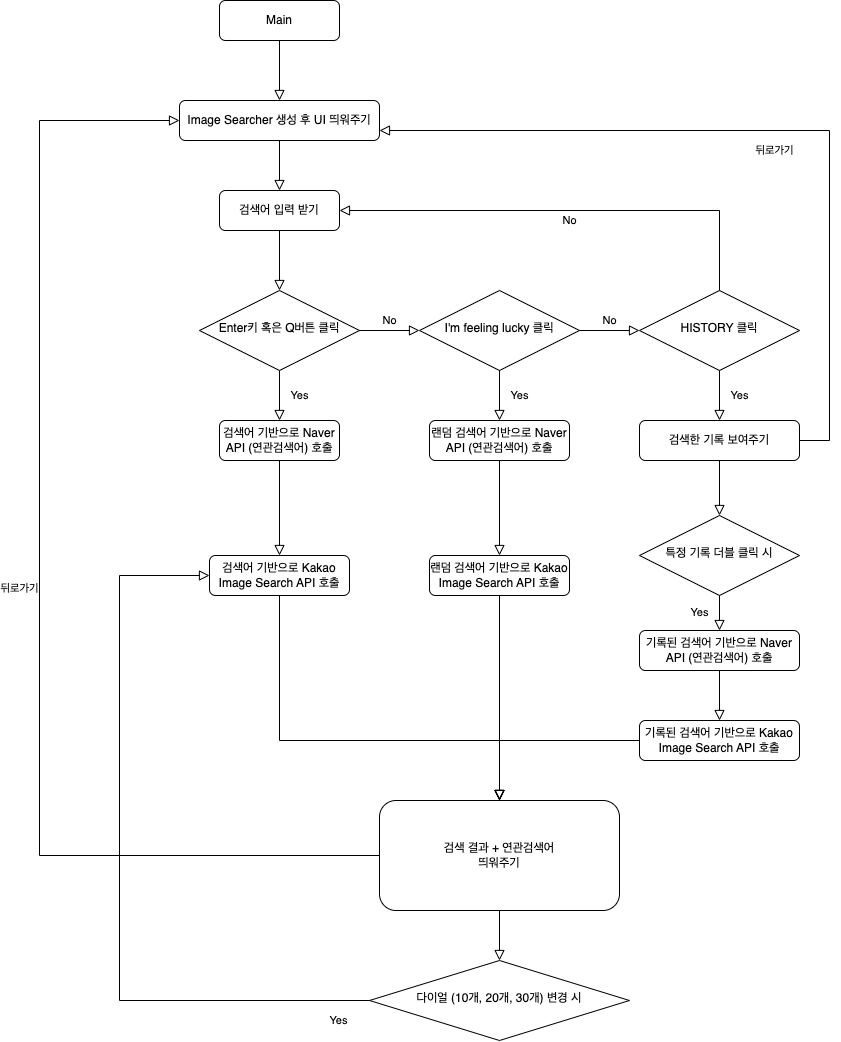 Main
Image Searcher 생성 후 UI 띄워주기
뒤로가기
검색어 입력 받기
No
Enter키 혹은 Q버튼 클릭
No
I'm feeling lucky 클릭
No
HISTORY 클릭
Yes
Yes
Yes
검색어 기반으로 Naver
API (연관검색어) 호출
랜덤 검색어 기반으로 Naver
API (연관검색어) 호출
검색한 기록 보여주기
특정 기록 더블 클릭 시
검색어 기반으로 Kakao
Image Search API 호출
랜덤 검색어 기반으로 Kakao
Image Search API 호출
뒤로가기
Yes
기록된 검색어 기반으로 Naver
API (연관검색어) 호출
기록된 검색어 기반으로 Kakao
Image Search API 호출
검색 결과 + 연관검색어
띄워주기
다이얼 (10개, 20개, 30개) 변경 시
Yes